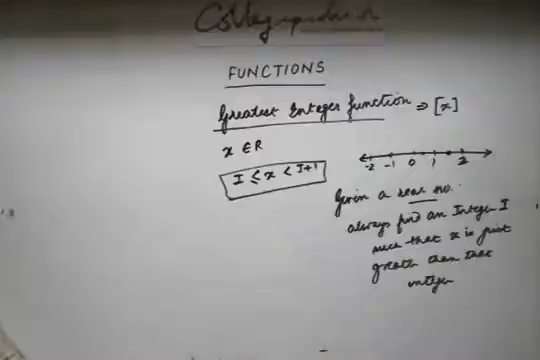 FUNCTIONS
Greatest Integer function ⇒ [x]
x ∈ R
I ≤ x < I+1
-2 -1 0 1 2
Given a real no.
always find an Integer I
such that x is just
greater than that
integer